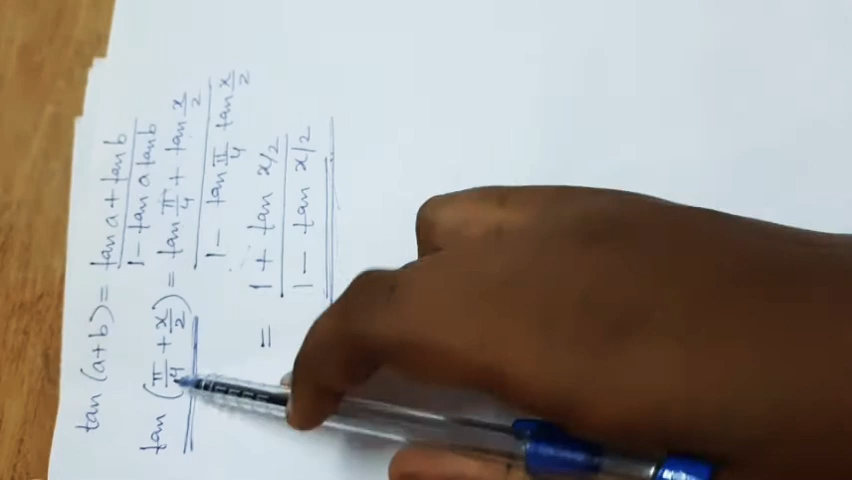 tan (a+b) = tan a + tan b / 1 - tan a tan b
tan (π/4 + x/2) = tan π/4 + tan x/2 / 1 - tan π/4 tan x/2
= 1 + tan x/2 / 1 - tan x/2